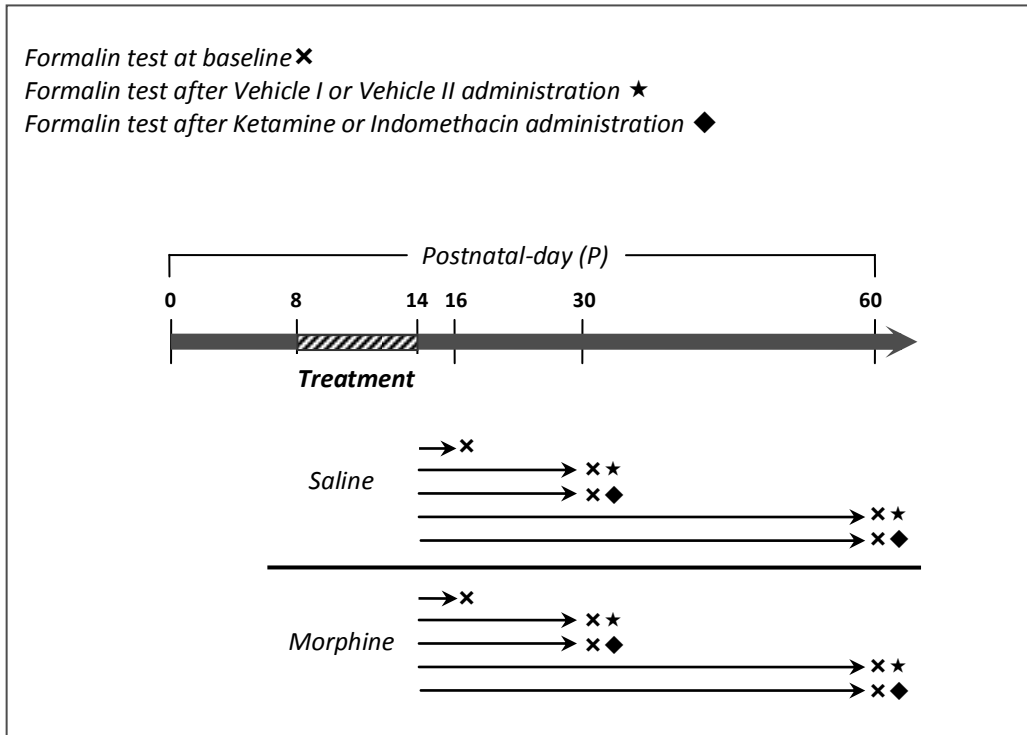 Formalin test at baseline ✖
Formalin test after Vehicle I or Vehicle II administration ★
Formalin test after Ketamine or Indomethacin administration ◆
Postnatal-day (P)
0 8 14 16 30 60
Treatment
Saline
Morphine